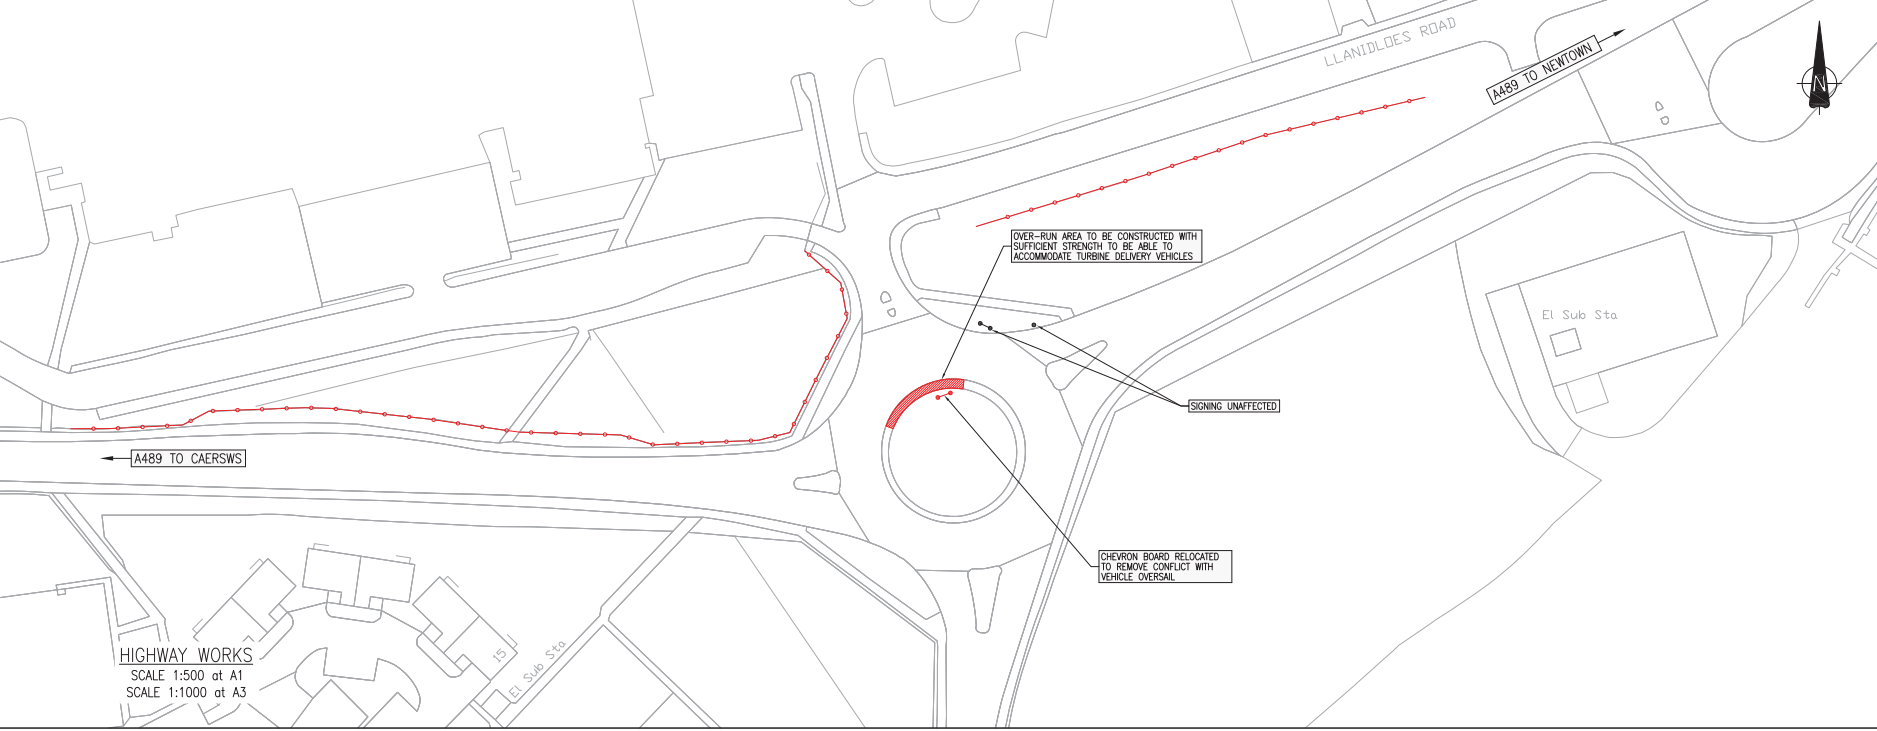 LLANIDLOES ROAD
A489 TO NEWTOWN
N
OVER-RUN AREA TO BE CONSTRUCTED WITH
SUFFICIENT STRENGTH TO BE ABLE TO
ACCOMMODATE TURBINE DELIVERY VEHICLES
El Sub Sta
SIGNING UNAFFECTED
A489 TO CAERSWS
CHEVRON BOARD RELOCATED
TO REMOVE CONFLICT WITH
VEHICLE OVERSAIL
HIGHWAY WORKS
SCALE 1:500 at A1
SCALE 1:1000 at A3
15
El Sub Sta